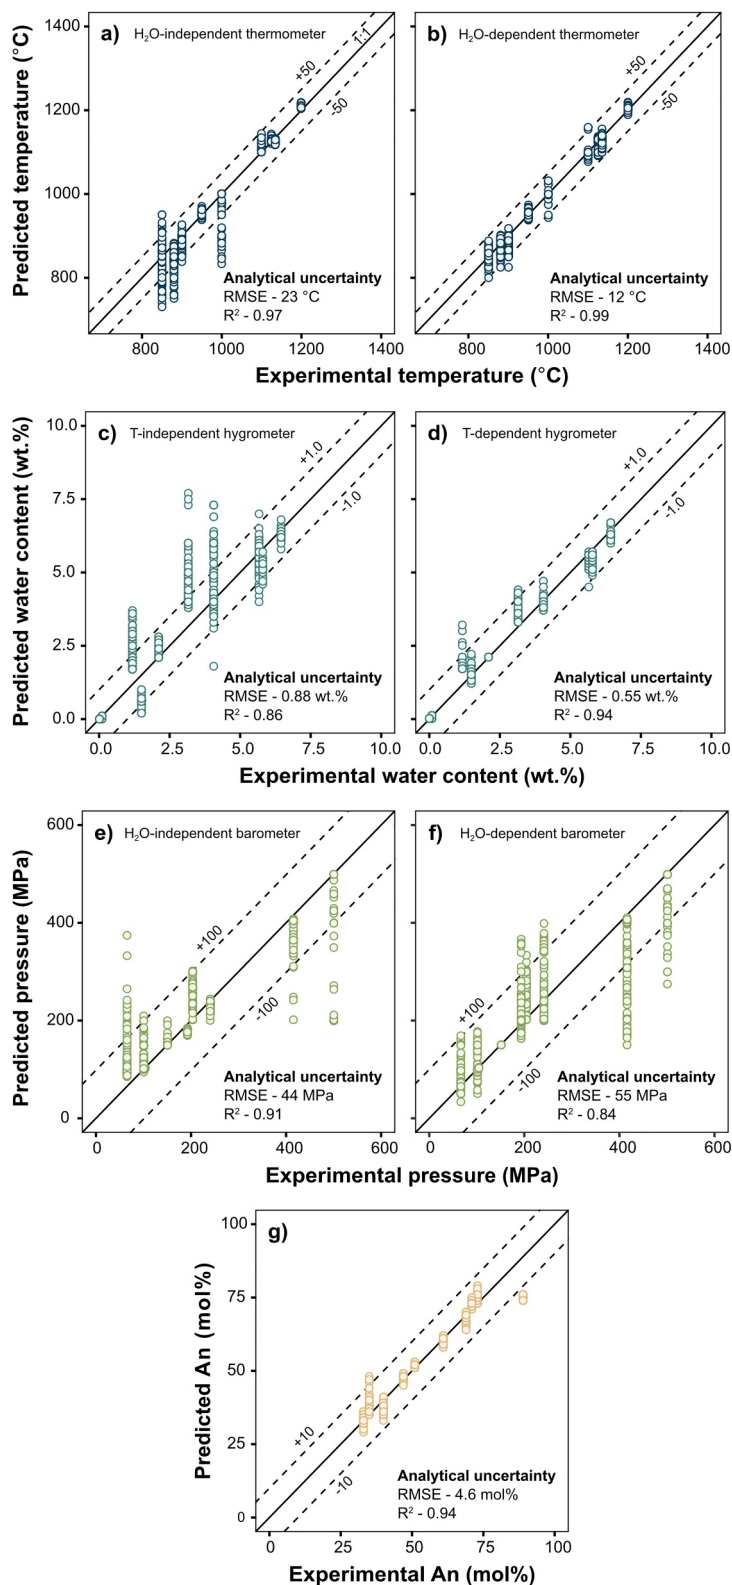 a) H₂O-independent thermometer
b) H₂O-dependent thermometer
Predicted temperature (°C)
1400
1200
1000
800
+50
1:1
-50
Analytical uncertainty
RMSE - 23 °C
R² - 0.97
+50
-50
Analytical uncertainty
RMSE - 12 °C
R² - 0.99
800 1000 1200 1400
800 1000 1200 1400
Experimental temperature (°C)
c) T-independent hygrometer
d) T-dependent hygrometer
Predicted water content (wt.%)
10.0
7.5
5.0
2.5
0.0
+1.0
-1.0
Analytical uncertainty
RMSE - 0.88 wt.%
R² - 0.86
+1.0
-1.0
Analytical uncertainty
RMSE - 0.55 wt.%
R² - 0.94
0.0 2.5 5.0 7.5 10.0
0.0 2.5 5.0 7.5 10.0
Experimental water content (wt.%)
e) H₂O-independent barometer
f) H₂O-dependent barometer
Predicted pressure (MPa)
600
400
200
0
+100
-100
Analytical uncertainty
RMSE - 44 MPa
R² - 0.91
+100
-100
Analytical uncertainty
RMSE - 55 MPa
R² - 0.84
0 200 400 600
0 200 400 600
Experimental pressure (MPa)
g)
Predicted An (mol%)
100
75
50
25
0
+10
-10
Analytical uncertainty
RMSE - 4.6 mol%
R² - 0.94
0 25 50 75 100
Experimental An (mol%)